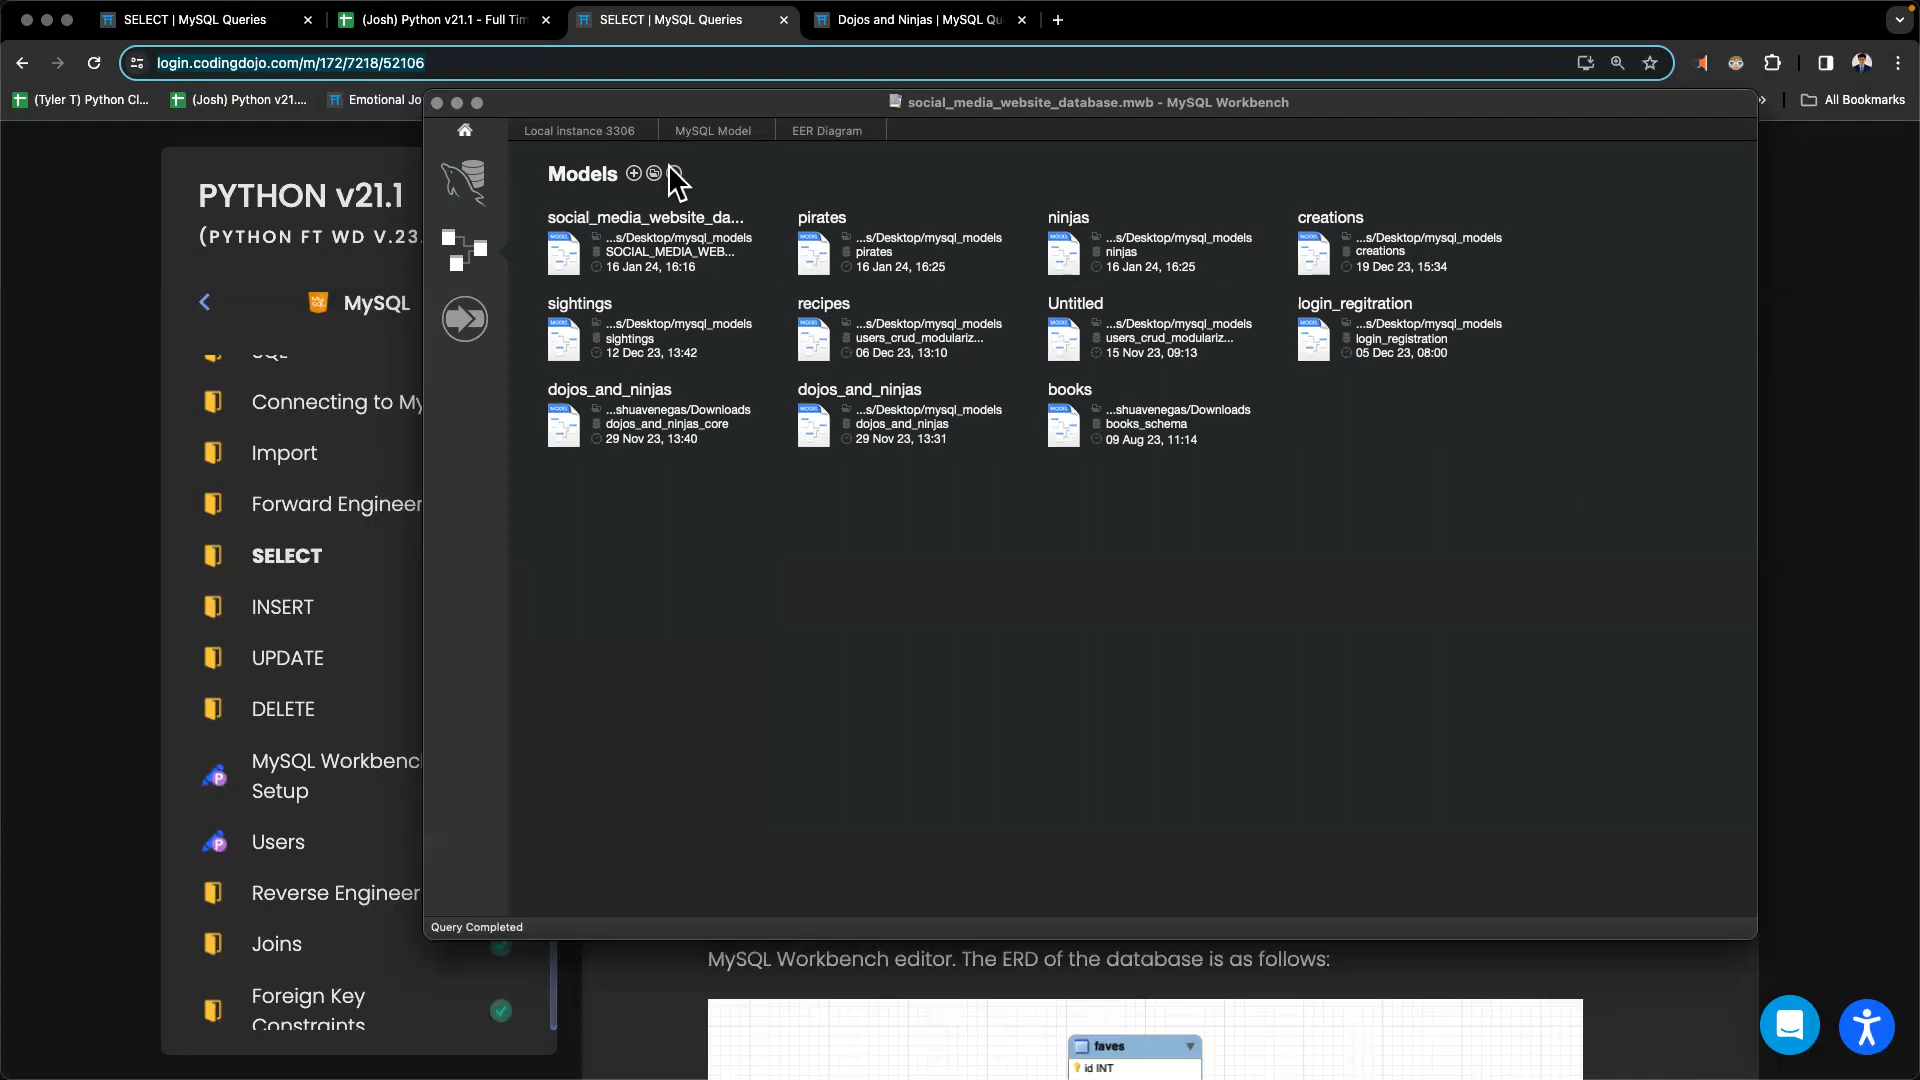 SELECT | MySQL Queries
(Josh) Python v21.1 - Full Tim
SELECT | MySQL Queries
Dojos and Ninjas | MySQL Qu
login.codingdojo.com/m/172/7218/52106
(Tyler T) Python Cl...
(Josh) Python v21....
Emotional Jo
All Bookmarks
social_media_website_database.mwb - MySQL Workbench
Local instance 3306
MySQL Model
EER Diagram
PYTHON v21.1
(PYTHON FT WD V.23.
MySQL
SQL
Connecting to My
Import
Forward Engineer
SELECT
INSERT
UPDATE
DELETE
MySQL Workbenc
Setup
Users
Reverse Engineer
Joins
Foreign Key
Constraints
Models
social_media_website_da...
...s/Desktop/mysql_models
SOCIAL_MEDIA_WEB...
16 Jan 24, 16:16
pirates
...s/Desktop/mysql_models
pirates
16 Jan 24, 16:25
ninjas
...s/Desktop/mysql_models
ninjas
16 Jan 24, 16:25
creations
...s/Desktop/mysql_models
creations
19 Dec 23, 15:34
sightings
...s/Desktop/mysql_models
sightings
12 Dec 23, 13:42
recipes
...s/Desktop/mysql_models
users_crud_modulariz...
06 Dec 23, 13:10
Untitled
...s/Desktop/mysql_models
users_crud_modulariz...
15 Nov 23, 09:13
login_regitration
...s/Desktop/mysql_models
login_registration
05 Dec 23, 08:00
dojos_and_ninjas
...shuavenegas/Downloads
dojos_and_ninjas_core
29 Nov 23, 13:40
dojos_and_ninjas
...s/Desktop/mysql_models
dojos_and_ninjas
29 Nov 23, 13:31
books
...shuavenegas/Downloads
books_schema
09 Aug 23, 11:14
Query Completed
MySQL Workbench editor. The ERD of the database is as follows:
faves
id INT